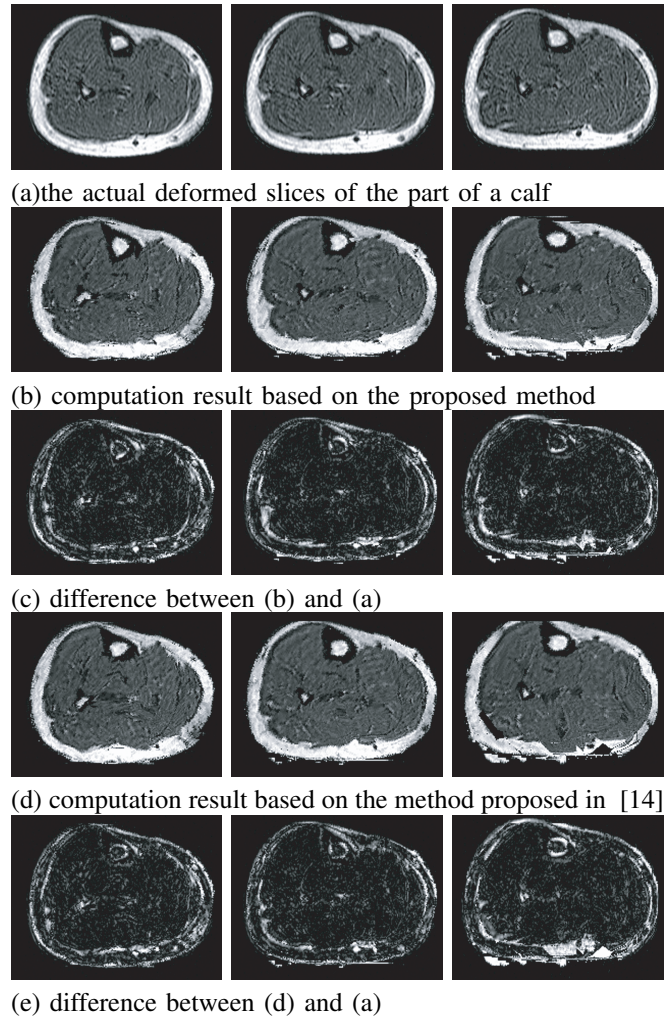 (a)the actual deformed slices of the part of a calf
(b) computation result based on the proposed method
(c) difference between (b) and (a)
(d) computation result based on the method proposed in [14]
(e) difference between (d) and (a)